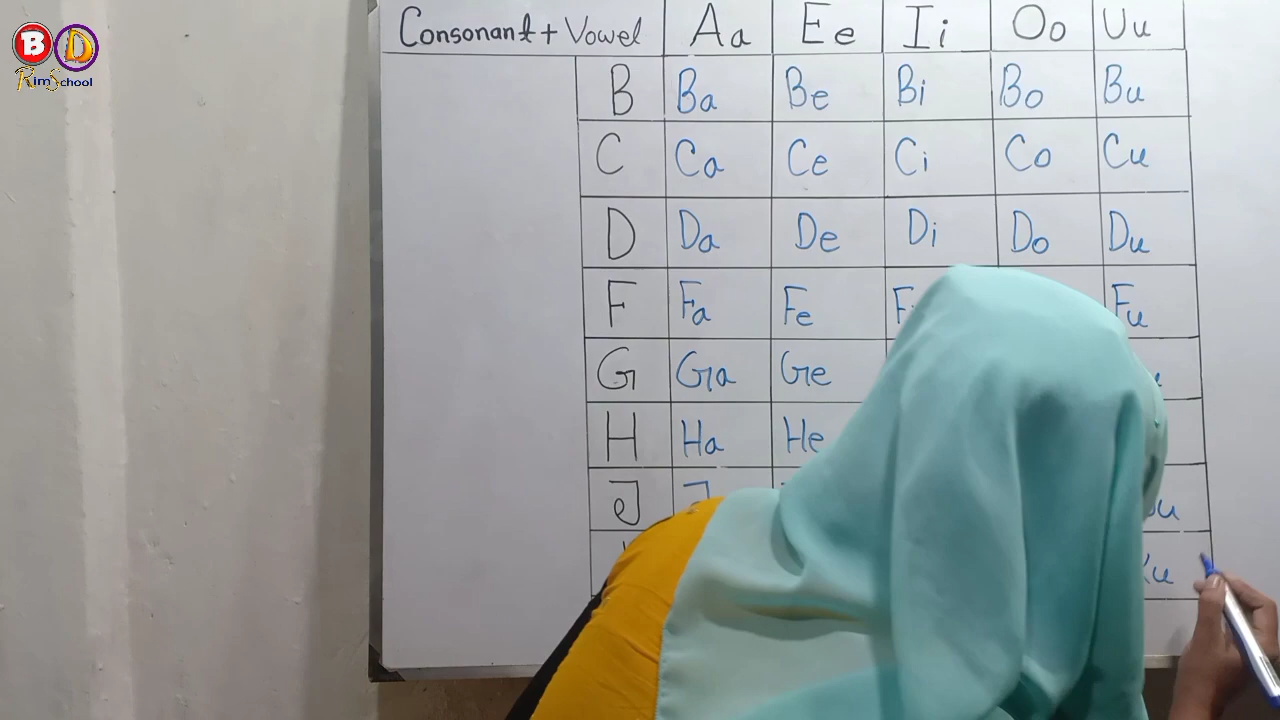 B D
RimSchool
Consonant + Vowel Aa Ee Ii Oo Uu
B Ba Be Bi Bo Bu
C Ca Ce Ci Co Cu
D Da De Di Do Du
F Fa Fe Fu
G Ga Ge
H Ha He
J